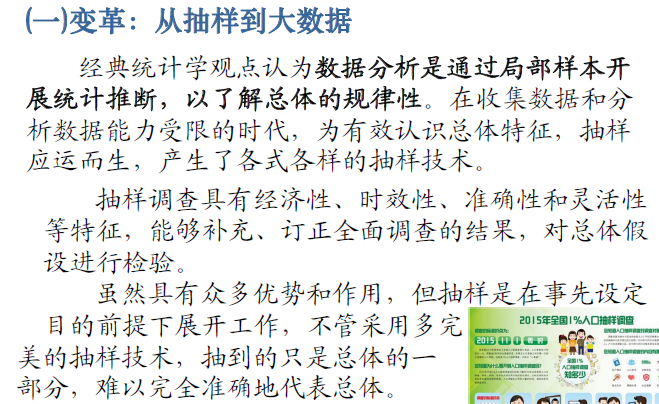 (一)变革：从抽样到大数据
经典统计学观点认为数据分析是通过局部样本开
展统计推断，以了解总体的规律性。在收集数据和分
析数据能力受限的时代，为有效认识总体特征，抽样
应运而生，产生了各式各样的抽样技术。
抽样调查具有经济性、时效性、准确性和灵活性
等特征，能够补充、订正全面调查的结果，对总体假
设进行检验。
虽然具有众多优势和作用，但抽样是在事先设定
目的前提下展开工作，不管采用多完
美的抽样技术，抽到的只是总体的一
部分，难以完全准确地代表总体。
2015年全国1%人口抽样调查
全国1%
人口抽样调查
知多少